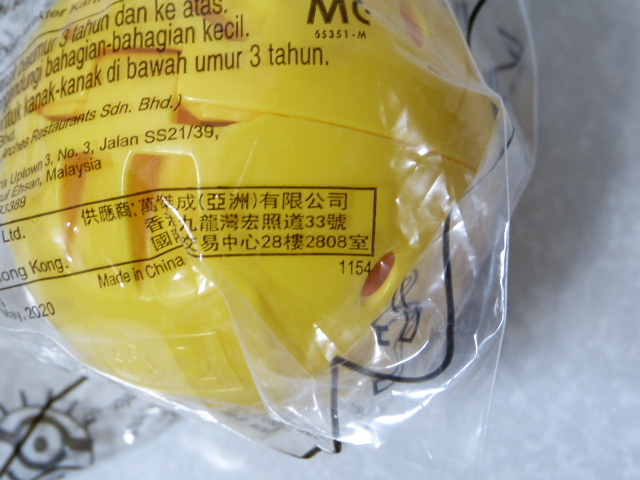 MC
55351-M
3 tahun dan ke atas.
bahagian-bahagian kecil.
kanak-kanak di bawah umur 3 tahun.
Restaurants Sdn. Bhd.)
Uptown 3, No. 3, Jalan SS21/39,
Ehsan, Malaysia
供應商: 萬傑成(亞洲)有限公司
香港九龍灣宏照道33號
國際交易中心28樓2808室
Ltd.
Hong Kong.
Made in China
1154
May, 2020